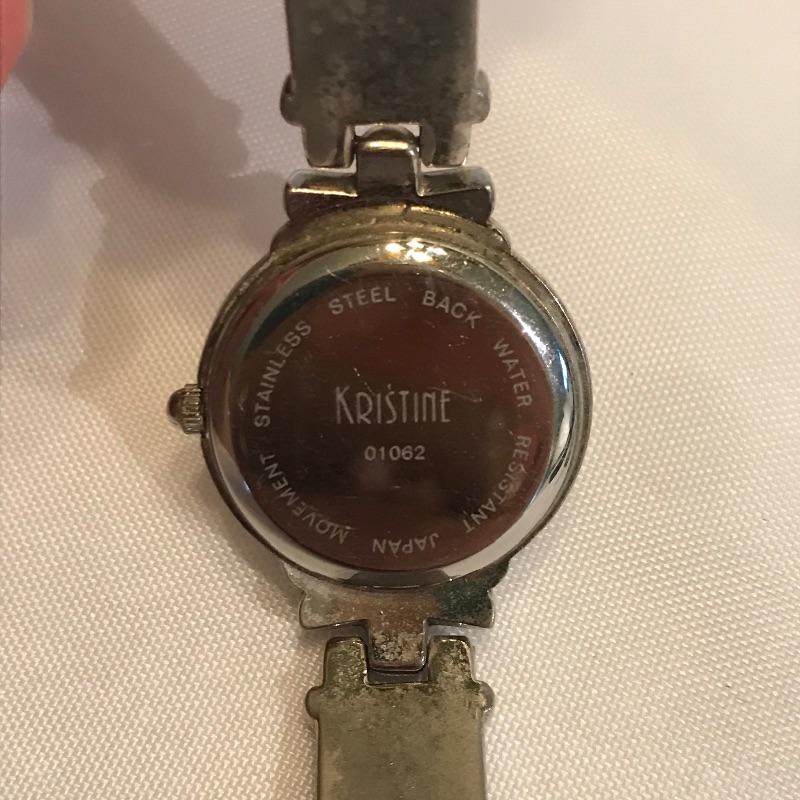 KRISTINE
01062
STAINLESS STEEL BACK WATER RESISTANT JAPAN MOVEMENT